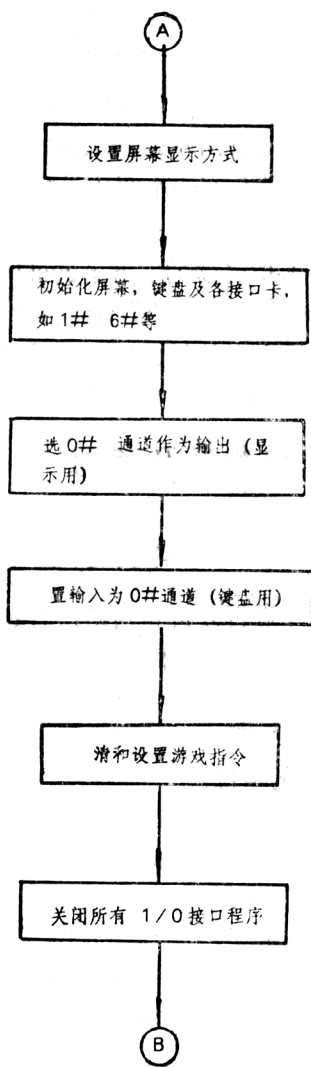 A
设置屏幕显示方式
初始化屏幕，键盘及各接口卡，
如1# 6#等
选0# 通道作为输出（显
示用）
置输入为0#通道（键盘用）
清和设置游戏指令
关闭所有 1/0接口程序
B